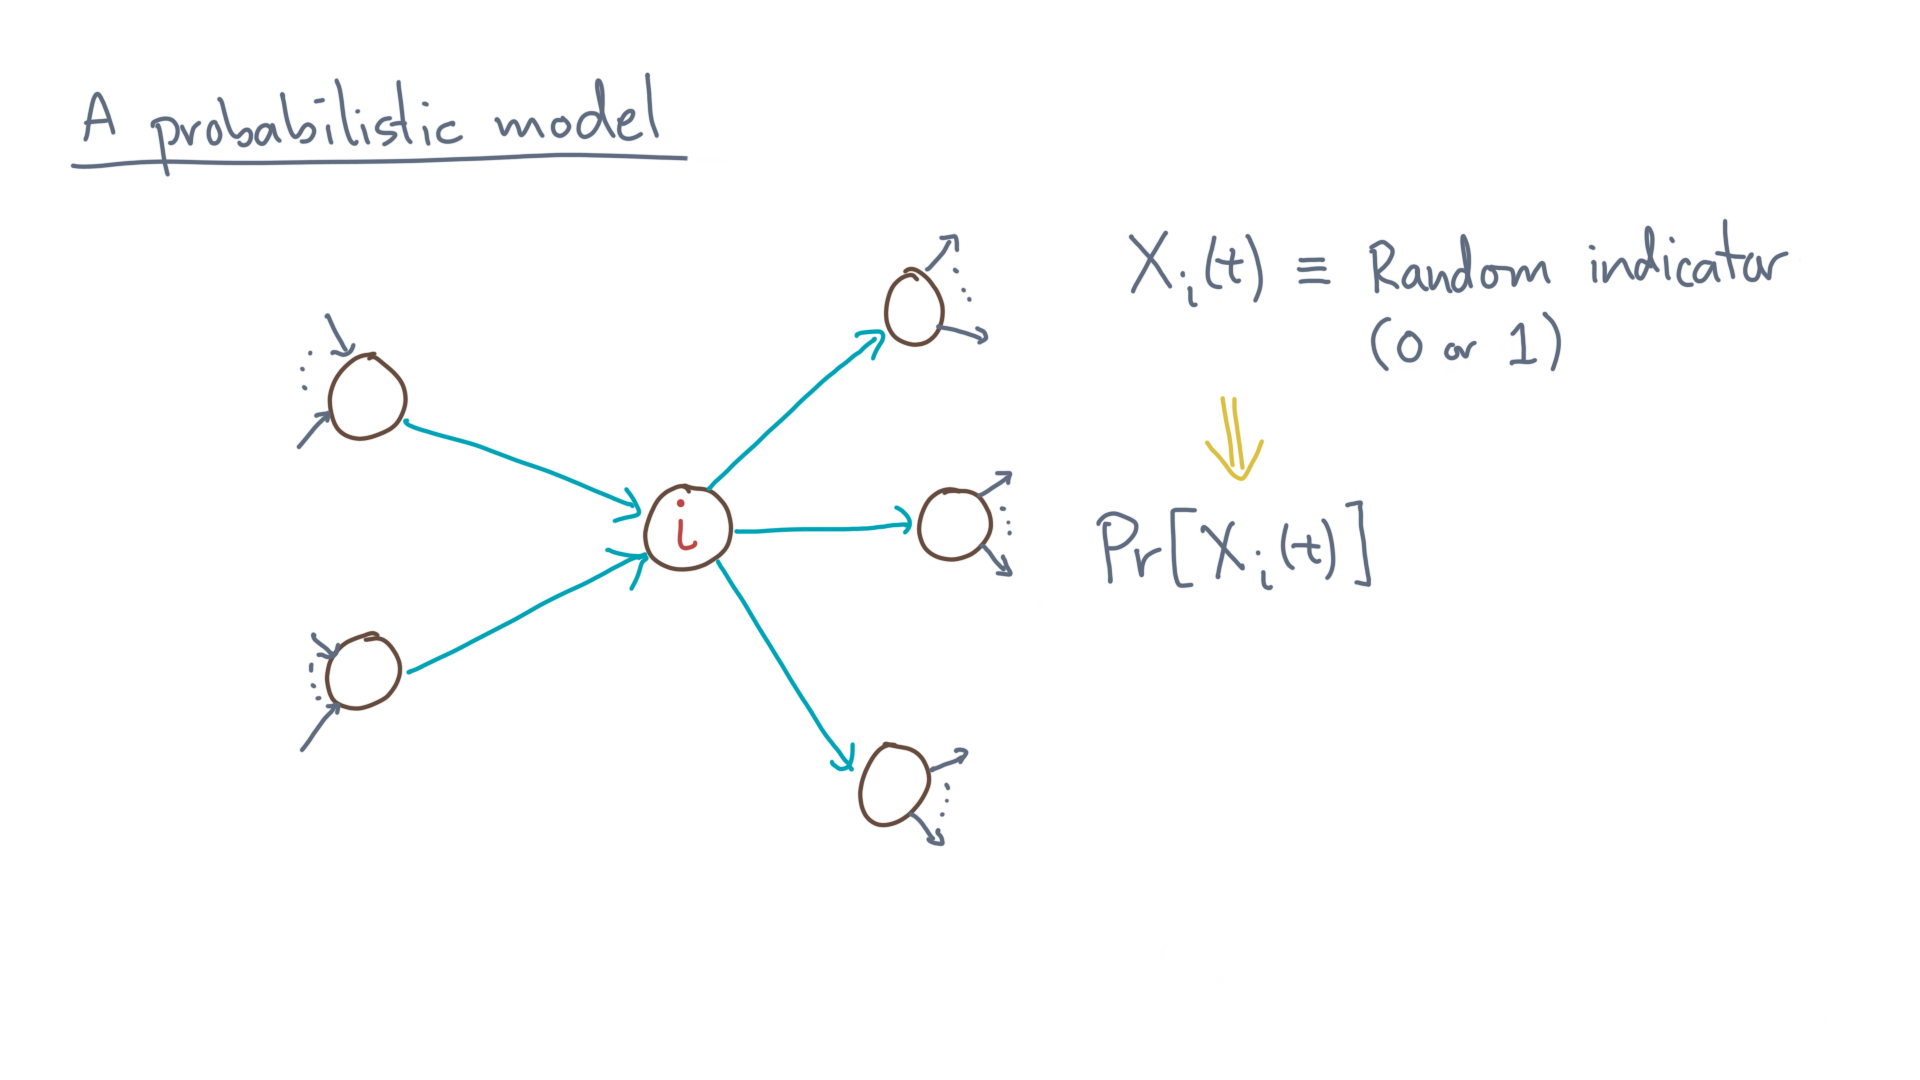 A probabilistic model
X_i(t) ≡ Random indicator
(0 or 1)
i
Pr[X_i(t)]